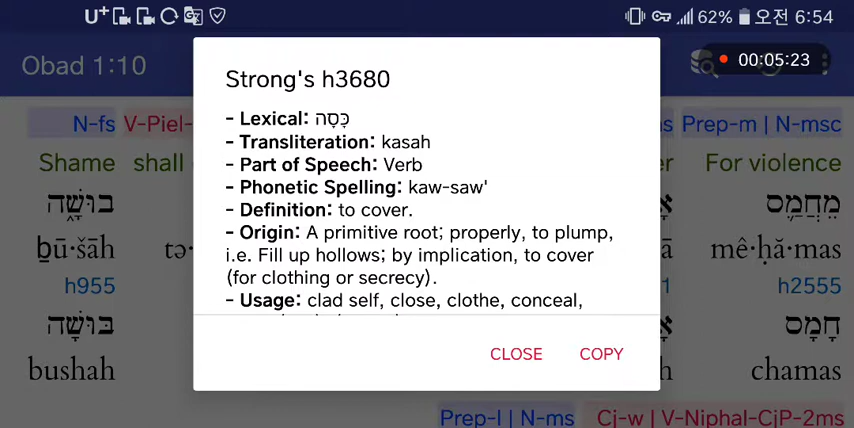 U+ 62% 오전 6:54
Obad 1:10
00:05:23
Strong's h3680
- Lexical: כָּסָה
- Transliteration: kasah
- Part of Speech: Verb
- Phonetic Spelling: kaw-saw'
- Definition: to cover.
- Origin: A primitive root; properly, to plump,
i.e. Fill up hollows; by implication, to cover
(for clothing or secrecy).
- Usage: clad self, close, clothe, conceal,
CLOSE COPY
N-fs V-Piel- Prep-m | N-msc
Shame shall For violence
בוּשָׁ֑ה מֵחֲמַ֛ס
ḇū·šāh tə- mê·ḥă·mas
h955 h2555
בּוּשָׁה חָמָס
bushah chamas
Prep-l | N-ms Cj-w | V-Niphal-CjP-2ms